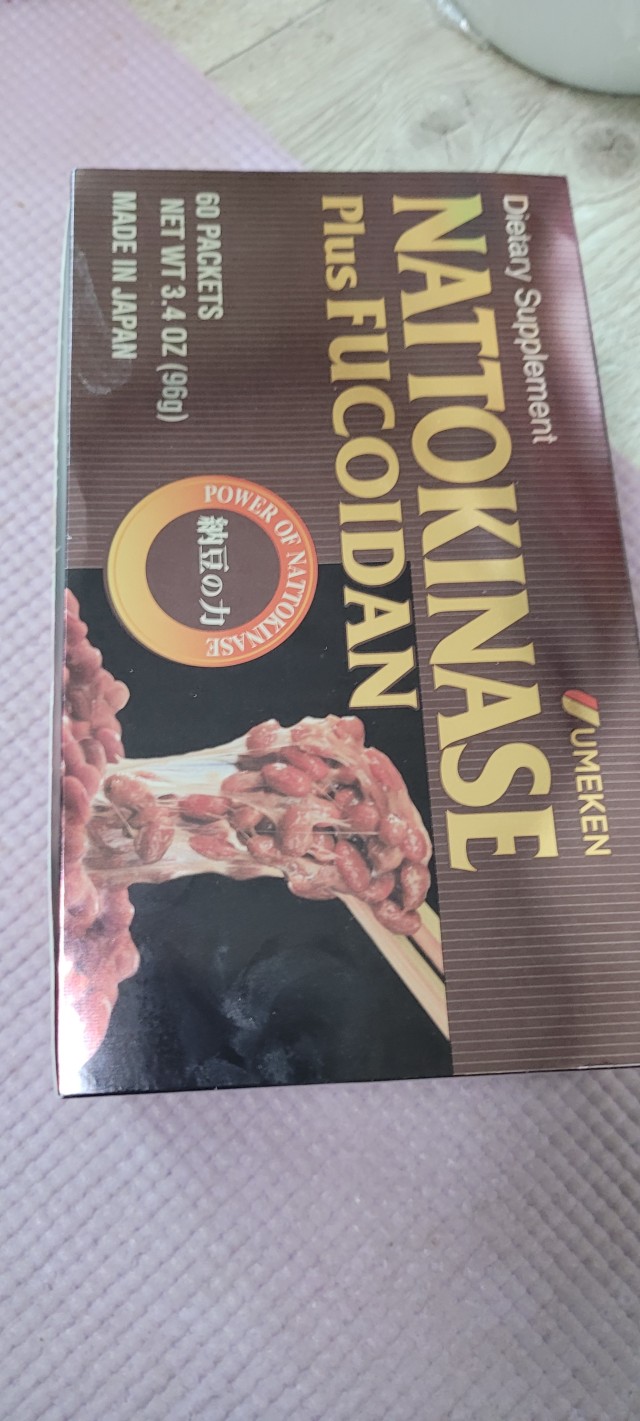 Dietary Supplement
UMEKEN
NATTOKINASE
Plus FUCOIDAN
60 PACKETS
NET WT 3.4 OZ (96g)
MADE IN JAPAN
POWER OF NATTOKINASE
納豆の力